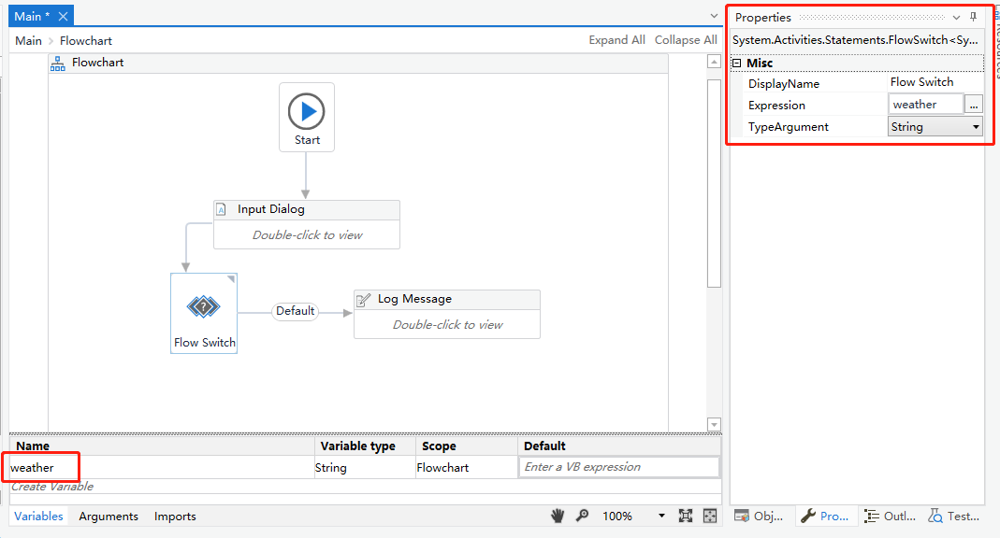 Main *
Main > Flowchart
Expand All Collapse All
Flowchart
Start
Input Dialog
Double-click to view
Flow Switch
Default
Log Message
Double-click to view
Name Variable type Scope Default
weather String Flowchart Enter a VB expression
Create Variable
Variables Arguments Imports
100%
Properties
System.Activities.Statements.FlowSwitch<Sy...
Misc
DisplayName Flow Switch
Expression weather ...
TypeArgument String
Obj... Pro... Outl... Test...
Resources